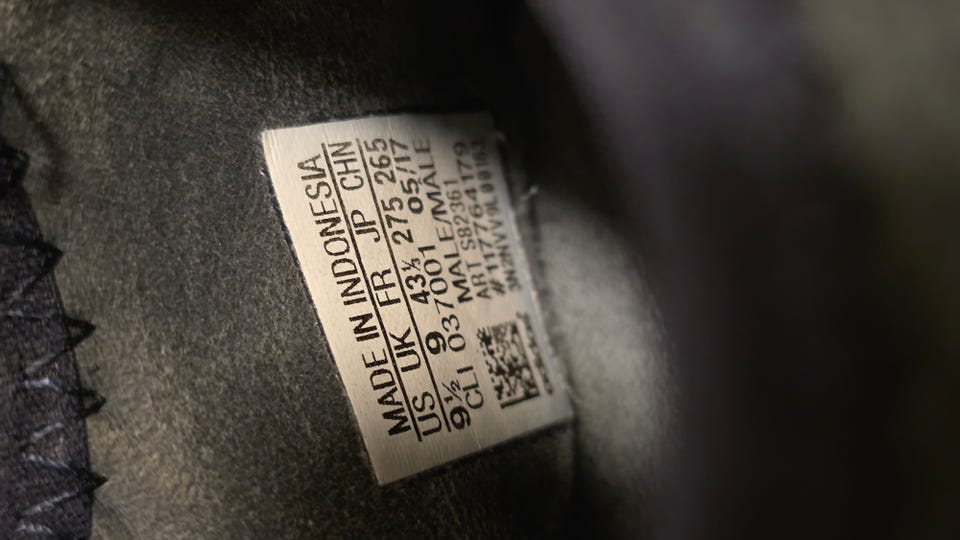 MADE IN INDONESIA
US UK FR JP CHN
9½ 9 43⅓ 275 265
CLI 037001 05/17
MALE/MALE
ART S82361
#1177764179